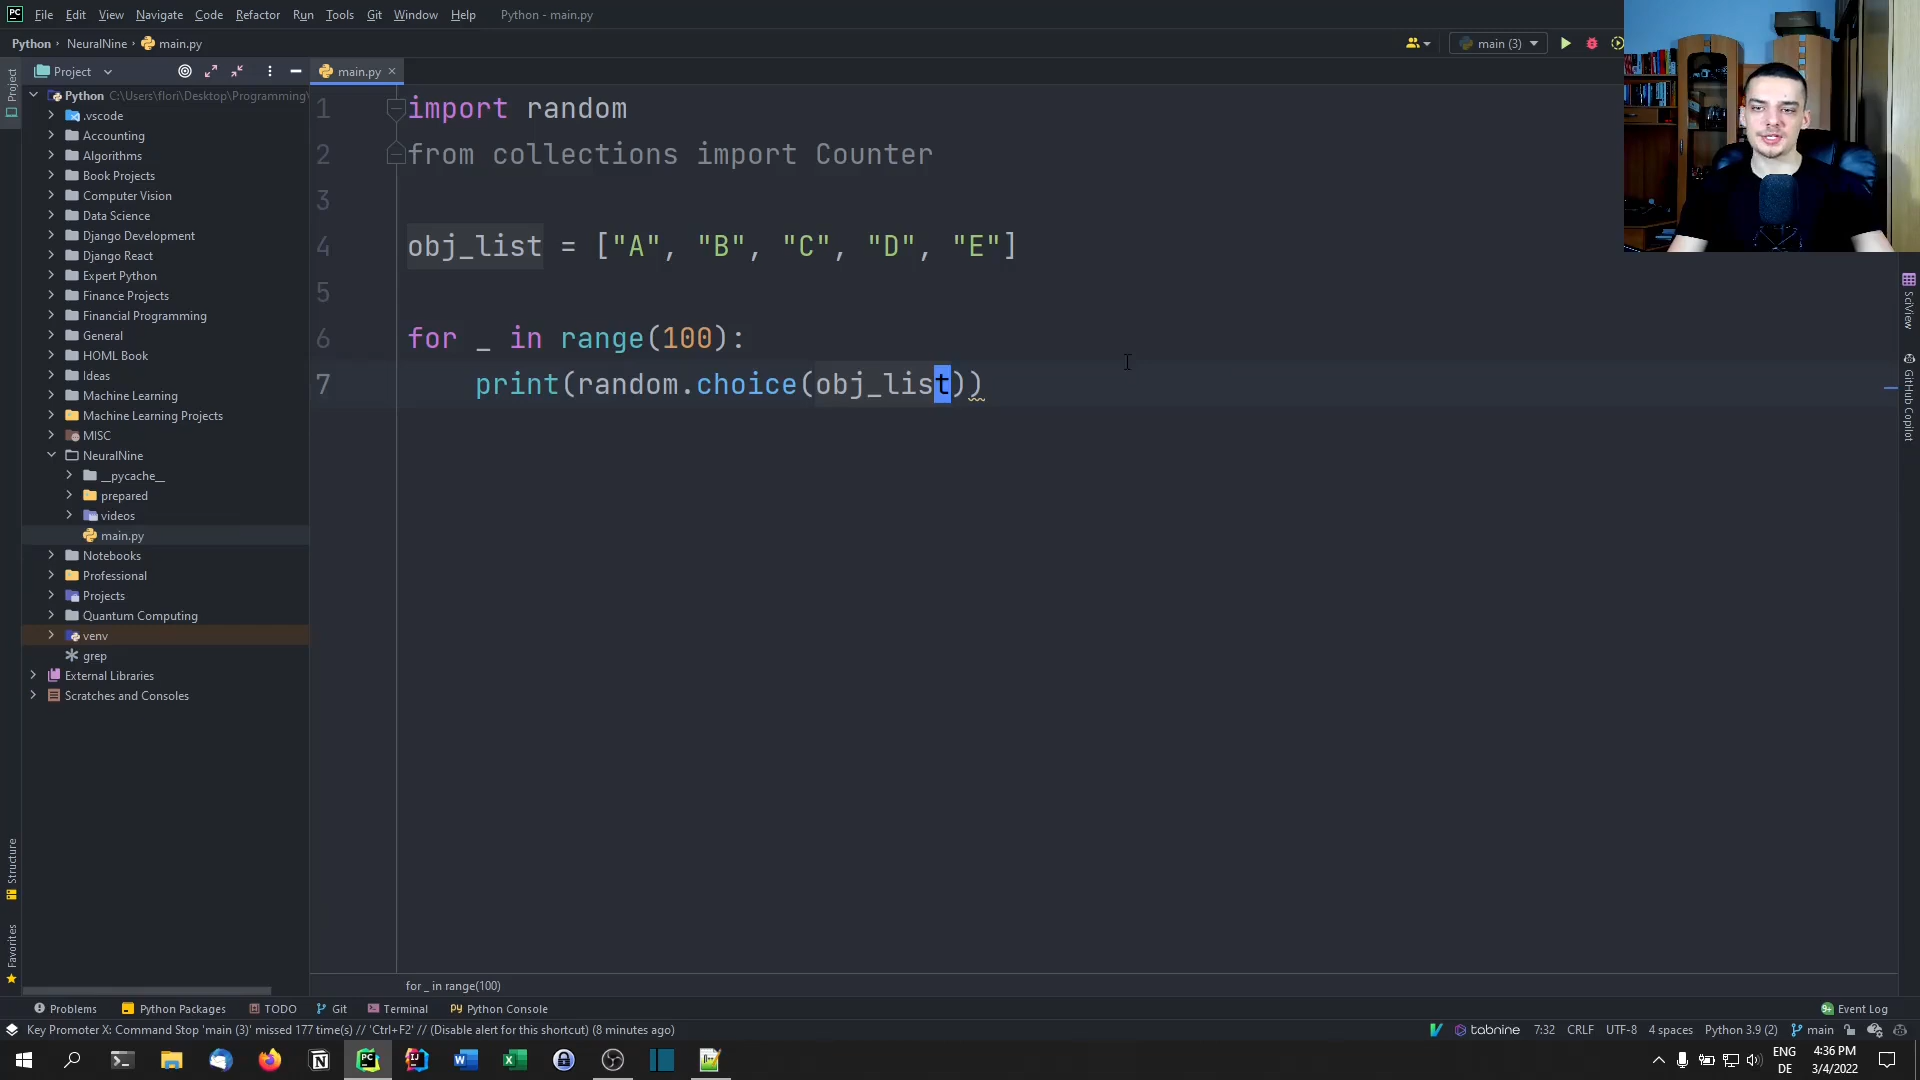 PC File Edit View Navigate Code Refactor Run Tools Git Window Help Python - main.py
Python NeuralNine main.py main (3)
Project main.py
Project
Python C:\Users\flori\Desktop\Programming\
.vscode
Accounting
Algorithms
Book Projects
Computer Vision
Data Science
Django Development
Django React
Expert Python
Finance Projects
Financial Programming
General
HOML Book
Ideas
Machine Learning
Machine Learning Projects
MISC
NeuralNine
__pycache__
prepared
videos
main.py
Notebooks
Professional
Projects
Quantum Computing
venv
grep
External Libraries
Scratches and Consoles
Structure
Favorites
1 import random
2 from collections import Counter
3
4 obj_list = ["A", "B", "C", "D", "E"]
5
6 for _ in range(100):
7 print(random.choice(obj_list))
SciView
GitHub Copilot
for _ in range(100)
Problems Python Packages TODO Git Terminal Python Console Event Log
Key Promoter X: Command Stop 'main (3)' missed 177 time(s) // 'Ctrl+F2' // (Disable alert for this shortcut) (8 minutes ago) tabnine 7:32 CRLF UTF-8 4 spaces Python 3.9 (2) main
ENG 4:36 PM
DE 3/4/2022